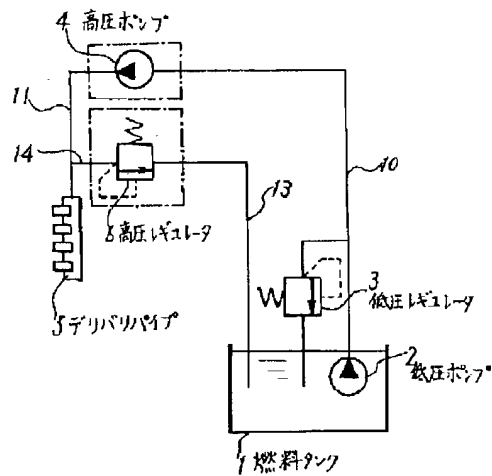 4 高圧ポンプ
11
14
6高圧レギュレータ
13
10
3
低圧レギュレータ
5デリバリパイプ
2
低圧ポンプ
1燃料タンク